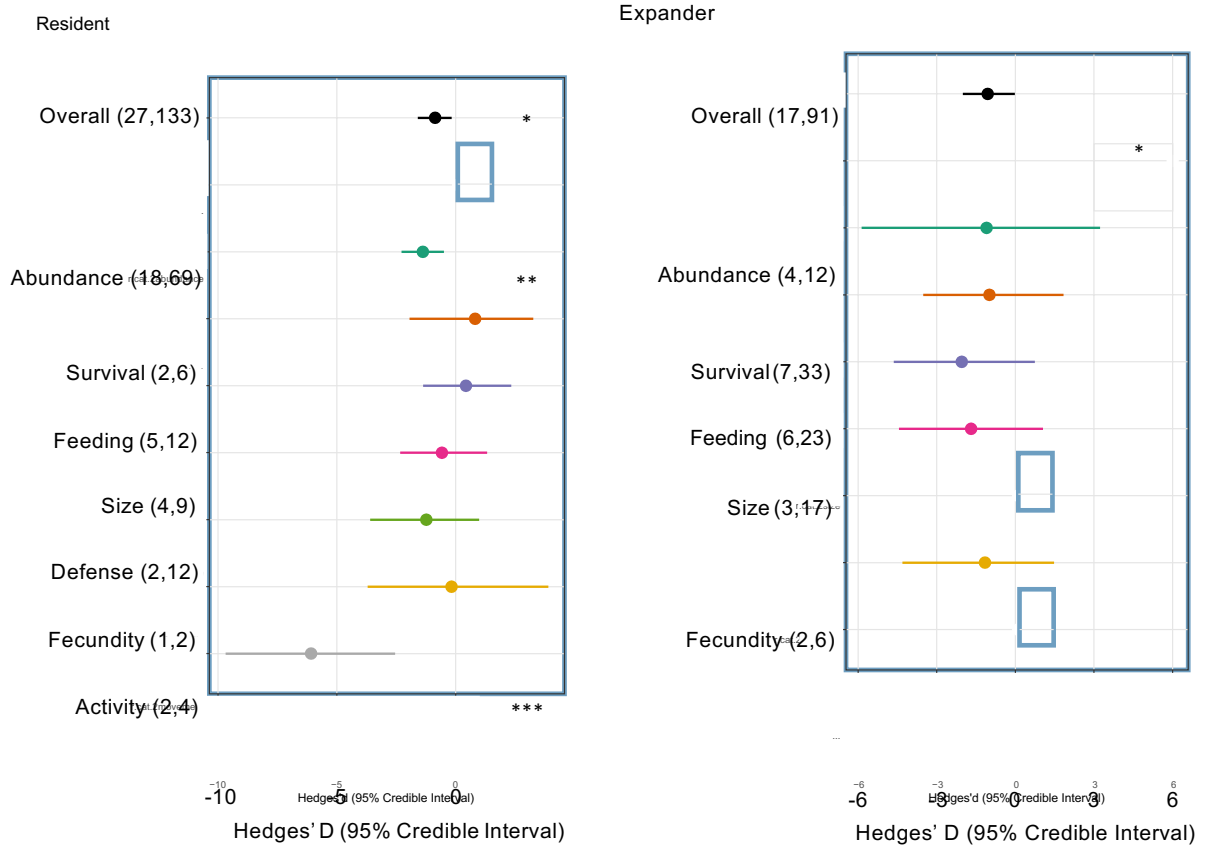 Resident
Overall (27,133)
*
Abundance (18,69)
**
Survival (2,6)
Feeding (5,12)
Size (4,9)
Defense (2,12)
Fecundity (1,2)
Activity (2,4)
***
−10 −5 0
-10 -5 0
Hedges'd (95% Credible Interval)
Hedges’ D (95% Credible Interval)
Expander
Overall (17,91)
*
Abundance (4,12)
Survival (7,33)
Feeding (6,23)
Size (3,17)
Fecundity (2,6)
...
−6 −3 0 3 6
-6 -3 0 3 6
Hedges'd (95% Credible Interval)
Hedges’ D (95% Credible Interval)